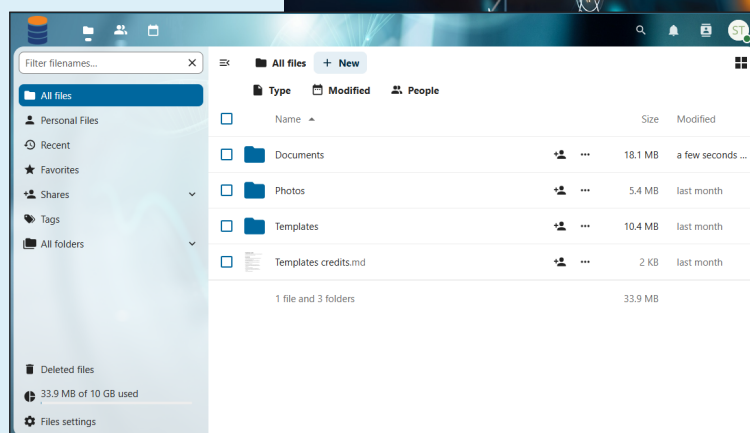 ST
Filter filenames...
All files
Personal Files
Recent
Favorites
Shares
Tags
All folders
Deleted files
33.9 MB of 10 GB used
Files settings
All files
+ New
Type Modified People
Name Size Modified
Documents 18.1 MB a few seconds ...
Photos 5.4 MB last month
Templates 10.4 MB last month
Templates credits.md 2 KB last month
1 file and 3 folders 33.9 MB